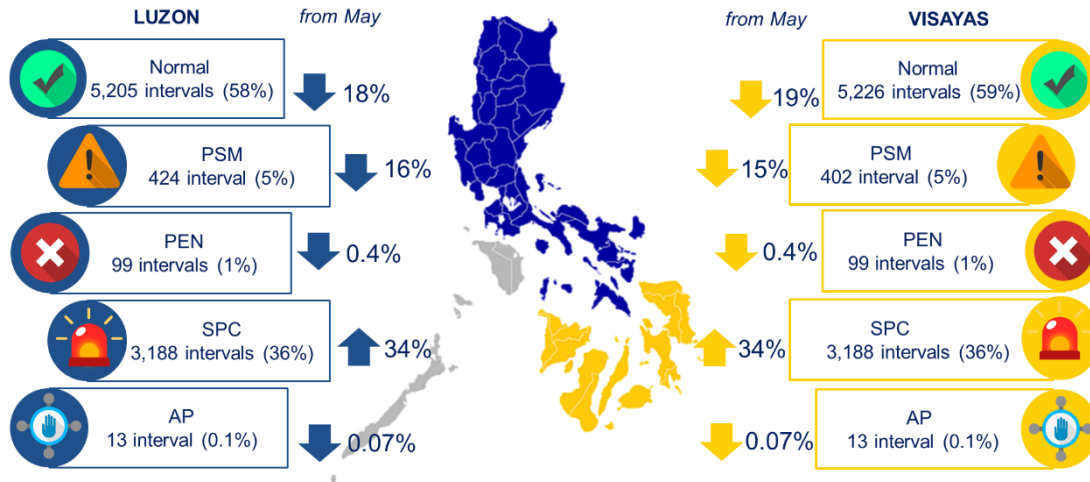 LUZON
from May
Normal
5,205 intervals (58%)
18%
PSM
424 interval (5%)
16%
PEN
99 intervals (1%)
0.4%
SPC
3,188 intervals (36%)
34%
AP
13 interval (0.1%)
0.07%
from May
VISAYAS
19%
Normal
5,226 intervals (59%)
15%
PSM
402 interval (5%)
0.4%
PEN
99 intervals (1%)
34%
SPC
3,188 intervals (36%)
0.07%
AP
13 interval (0.1%)